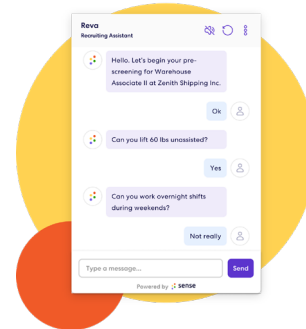 Reva
Recruiting Assistant
Hello. Let's begin your pre-
screening for Warehouse
Associate II at Zenith Shipping Inc.
Ok
Can you lift 60 lbs unassisted?
Yes
Can you work overnight shifts
during weekends?
Not really
Type a message...
Send
Powered by sense